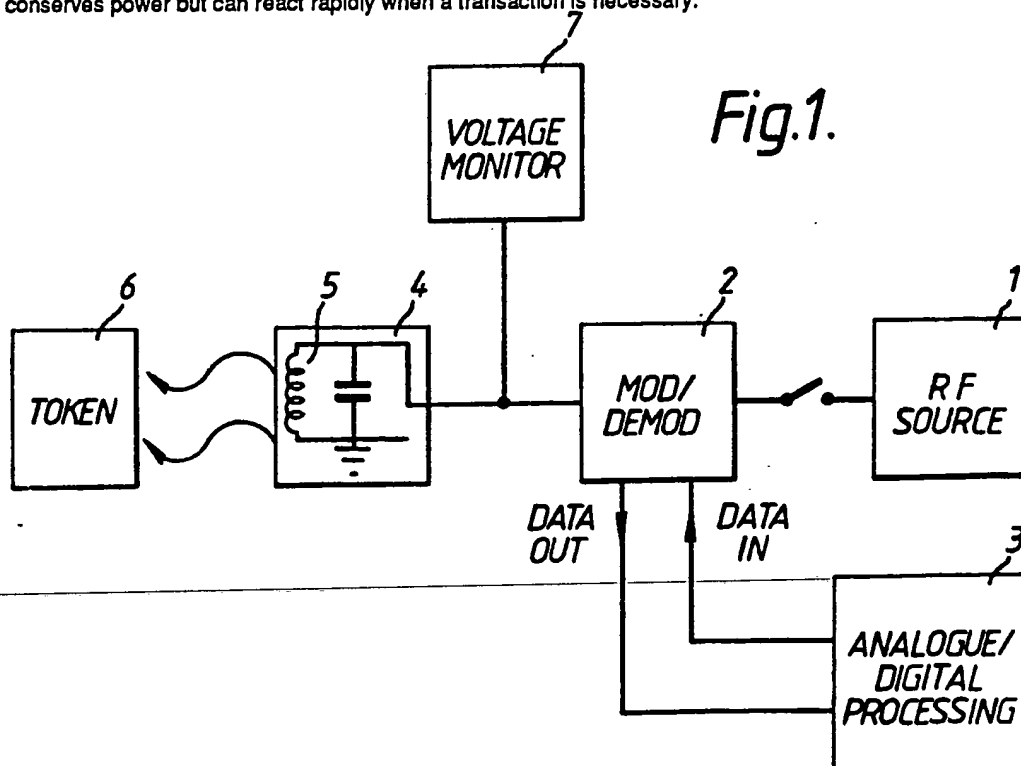 conserves power but can react rapidly when a transaction is necessary.
7
VOLTAGE
MONITOR
Fig.1.
6
5
4
2
1
TOKEN
MOD/
DEMOD
RF
SOURCE
DATA
OUT
DATA
IN
3
ANALOGUE/
DIGITAL
PROCESSING